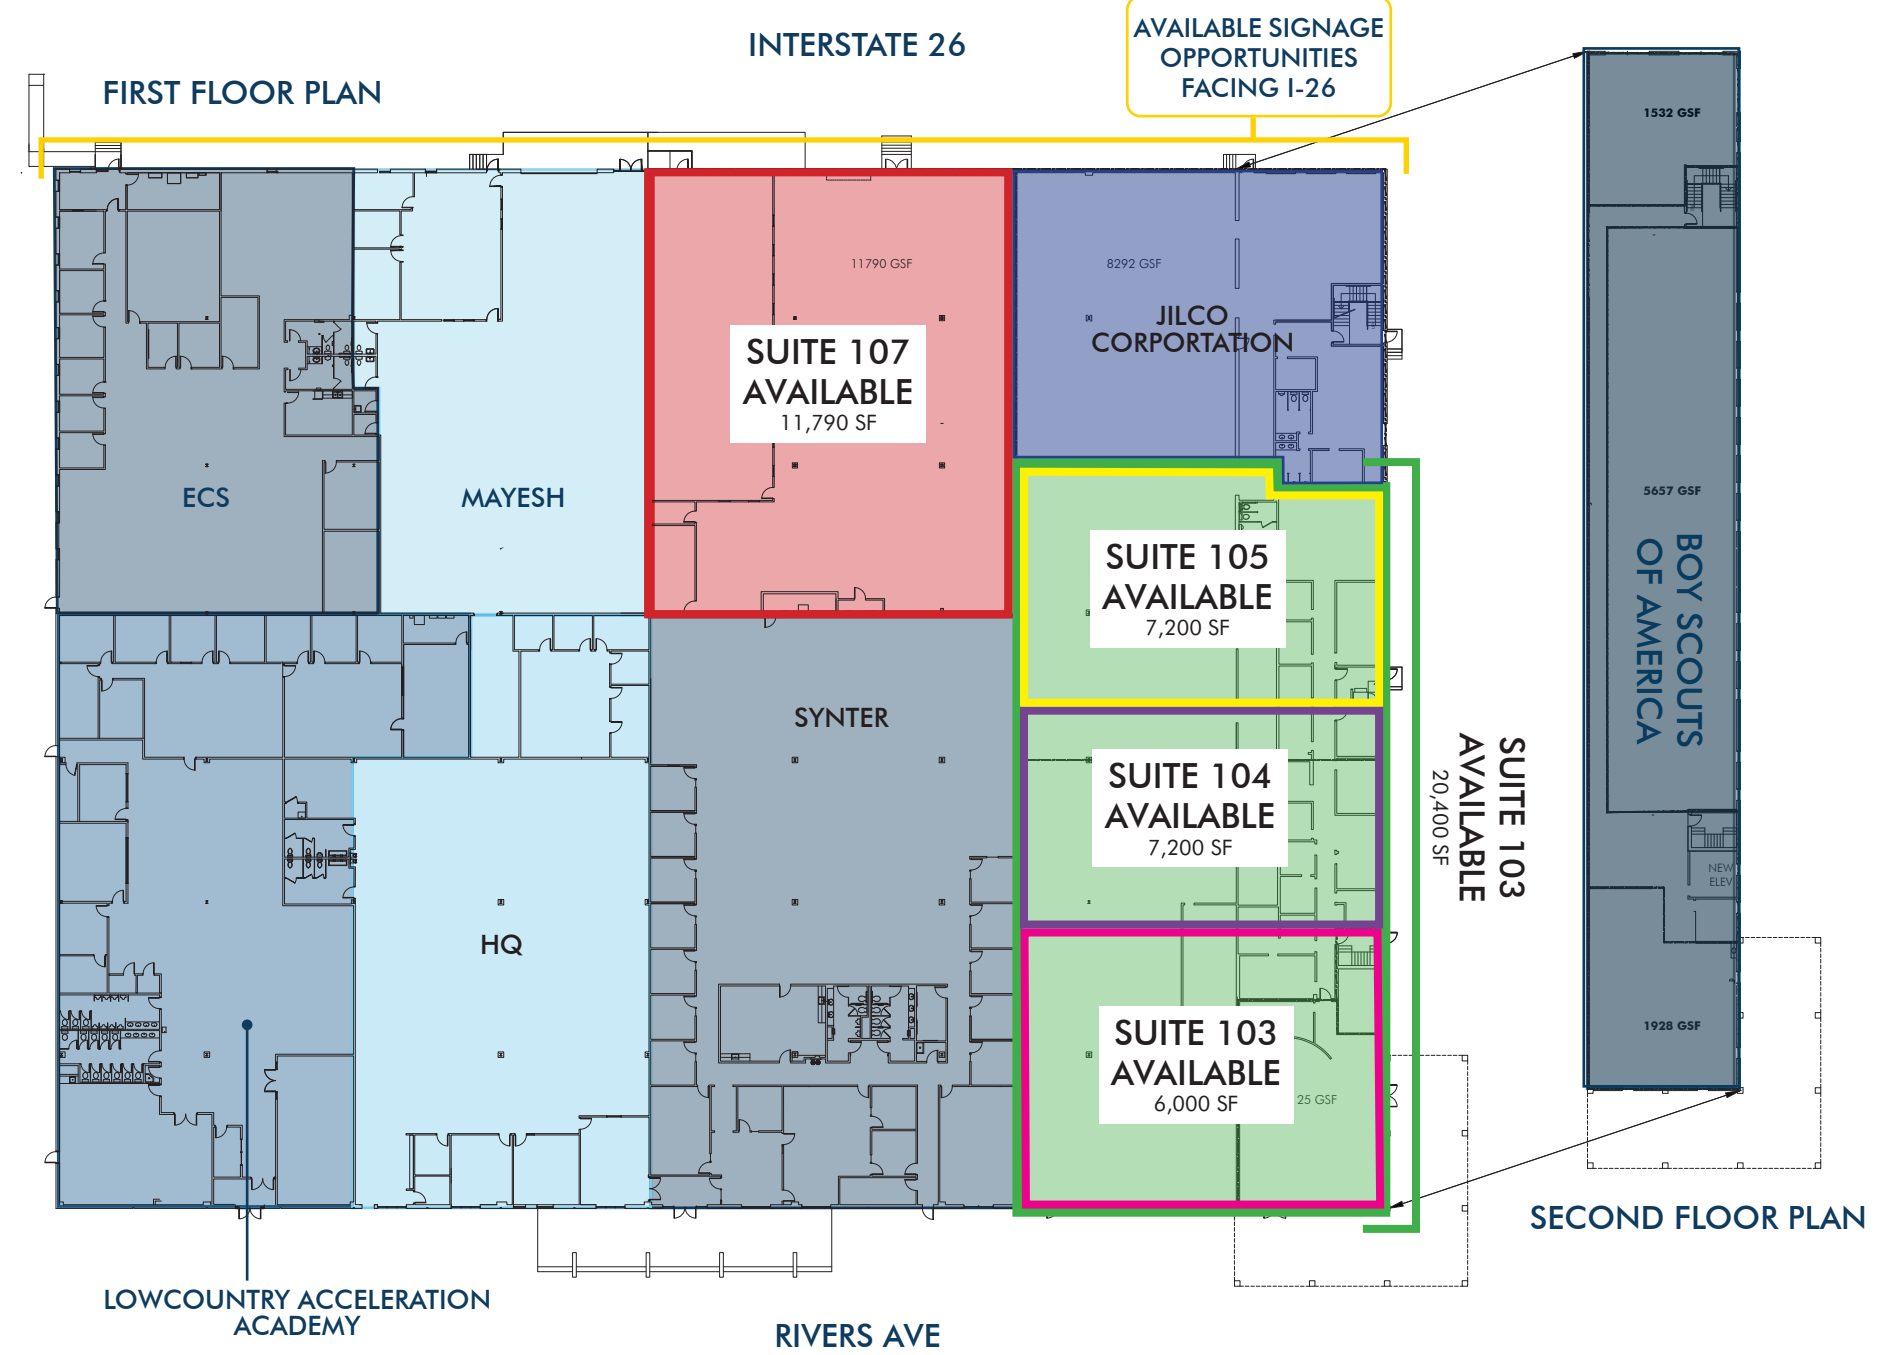 INTERSTATE 26
AVAILABLE SIGNAGE
OPPORTUNITIES
FACING I-26
FIRST FLOOR PLAN
11790 GSF
SUITE 107
AVAILABLE
11,790 SF
8292 GSF
JILCO
CORPORTATION
ECS
MAYESH
SUITE 105
AVAILABLE
7,200 SF
SYNTER
SUITE 104
AVAILABLE
7,200 SF
HQ
SUITE 103
AVAILABLE
6,000 SF
25 GSF
SUITE 103
AVAILABLE
20,400 SF
1532 GSF
5657 GSF
BOY SCOUTS
OF AMERICA
NEW
ELEV
1928 GSF
SECOND FLOOR PLAN
LOWCOUNTRY ACCELERATION
ACADEMY
RIVERS AVE